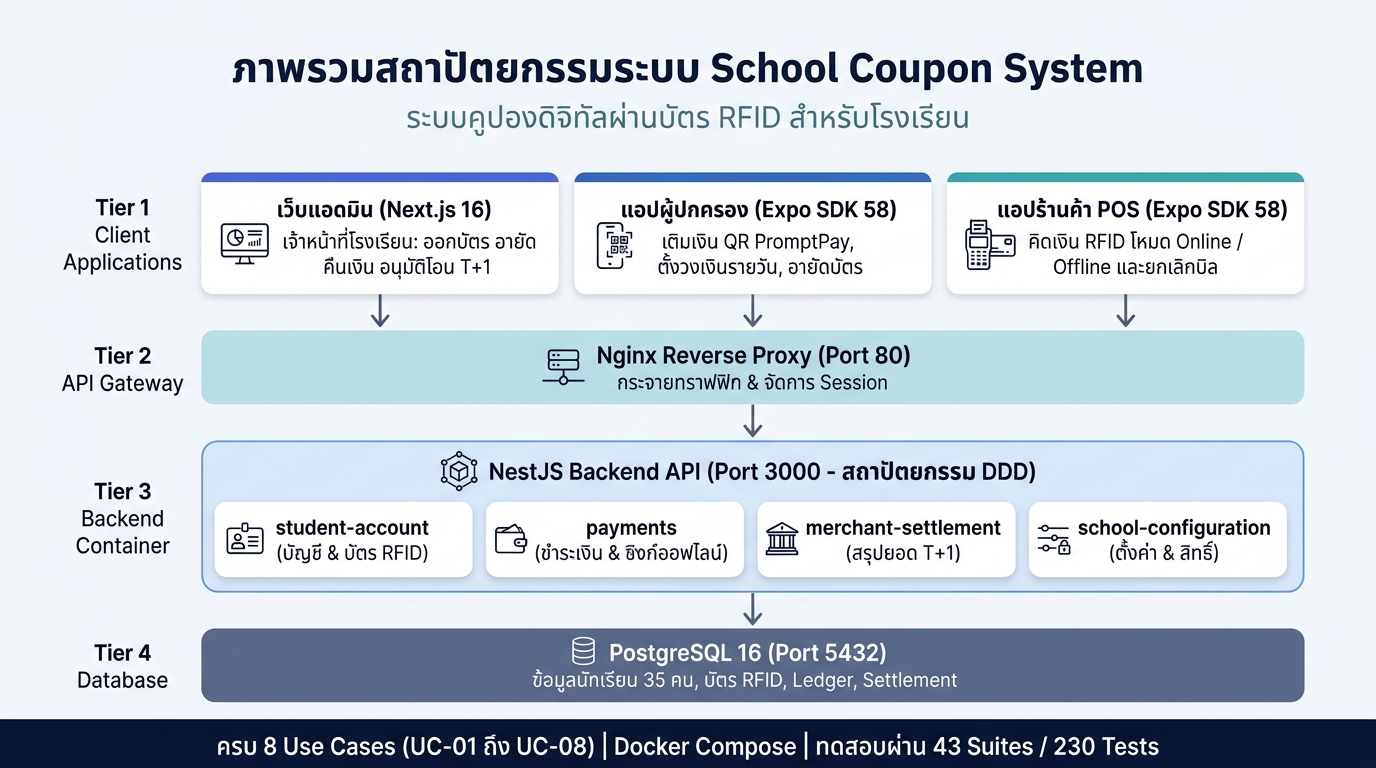 ภาพรวมสถาปัตยกรรมระบบ School Coupon System
ระบบคูปองดิจิทัลผ่านบัตร RFID สำหรับโรงเรียน
Tier 1
Client
Applications
เว็บแอดมิน (Next.js 16)
เจ้าหน้าที่โรงเรียน: ออกบัตร อายัด
คืนเงิน อนุมัติโอน T+1
แอปผู้ปกครอง (Expo SDK 58)
เติมเงิน QR PromptPay,
ตั้งวงเงินรายวัน, อายัดบัตร
แอปร้านค้า POS (Expo SDK 58)
คิดเงิน RFID โหมด Online /
Offline และยกเลิกบิล
Tier 2
API Gateway
Nginx Reverse Proxy (Port 80)
กระจายทราฟฟิก & จัดการ Session
Tier 3
Backend
Container
NestJS Backend API (Port 3000 - สถาปัตยกรรม DDD)
student-account
(บัญชี & บัตร RFID)
payments
(ชำระเงิน & ซิงก์ออฟไลน์)
merchant-settlement
(สรุปยอด T+1)
school-configuration
(ตั้งค่า & สิทธิ์)
Tier 4
Database
PostgreSQL 16 (Port 5432)
ข้อมูลนักเรียน 35 คน, บัตร RFID, Ledger, Settlement
ครบ 8 Use Cases (UC-01 ถึง UC-08) | Docker Compose | ทดสอบผ่าน 43 Suites / 230 Tests